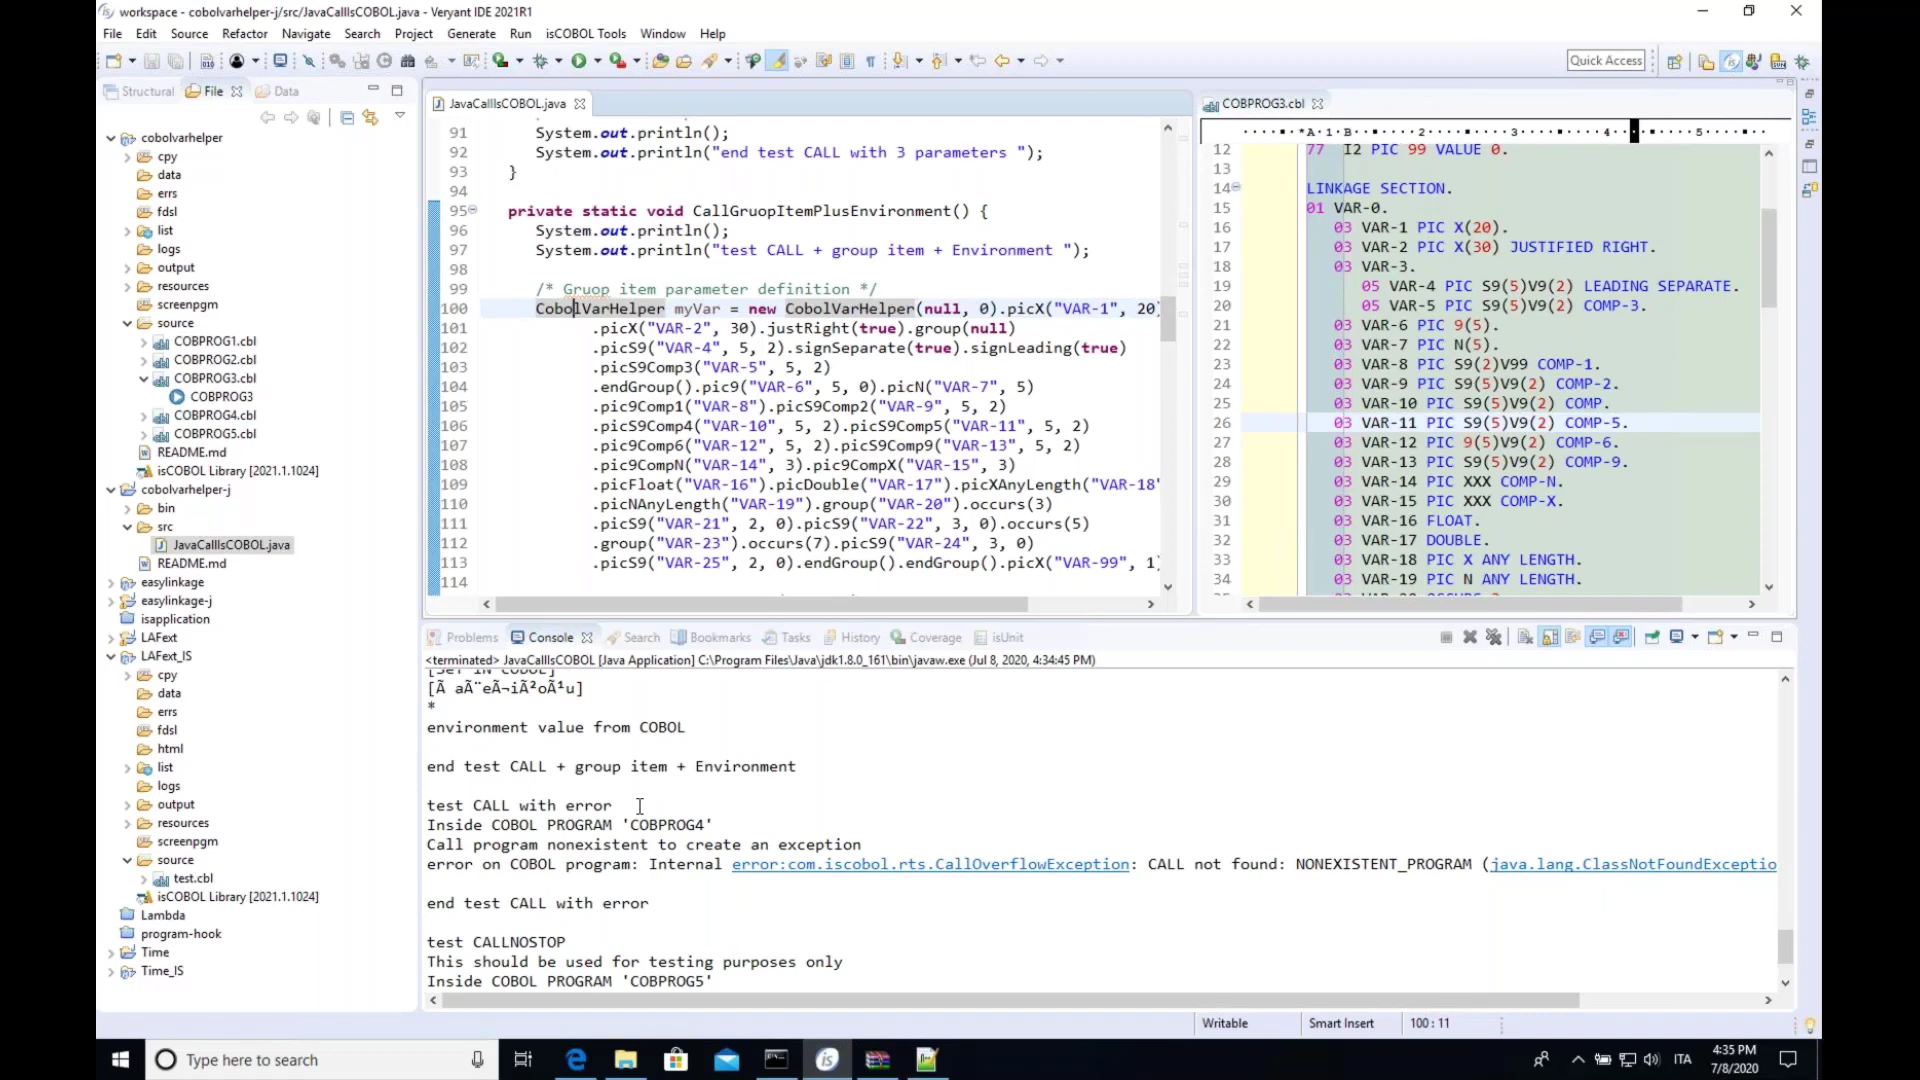 workspace - cobolvarhelper-j/src/JavaCallIsCOBOL.java - Veryant IDE 2021R1
File Edit Source Refactor Navigate Search Project Generate Run isCOBOL Tools Window Help
Quick Access
Structural File Data
cobolvarhelper
cpy
data
errs
fdsl
list
logs
output
resources
screenpgm
source
COBPROG1.cbl
COBPROG2.cbl
COBPROG3.cbl
COBPROG3
COBPROG4.cbl
COBPROG5.cbl
README.md
isCOBOL Library [2021.1.1024]
cobolvarhelper-j
bin
src
JavaCallIsCOBOL.java
README.md
easylinkage
easylinkage-j
isapplication
LAFext
LAFext_IS
cpy
data
errs
fdsl
html
list
logs
output
resources
screenpgm
source
test.cbl
isCOBOL Library [2021.1.1024]
Lambda
program-hook
Time
Time_IS
JavaCallIsCOBOL.java
91 System.out.println();
92 System.out.println("end test CALL with 3 parameters ");
93 }
94
95 private static void CallGruopItemPlusEnvironment() {
96 System.out.println();
97 System.out.println("test CALL + group item + Environment ");
98
99 /* Gruop item parameter definition */
100 CobolVarHelper myVar = new CobolVarHelper(null, 0).picX("VAR-1", 20)
101 .picX("VAR-2", 30).justRight(true).group(null)
102 .picS9("VAR-4", 5, 2).signSeparate(true).signLeading(true)
103 .picS9Comp3("VAR-5", 5, 2)
104 .endGroup().pic9("VAR-6", 5, 0).picN("VAR-7", 5)
105 .pic9Comp1("VAR-8").picS9Comp2("VAR-9", 5, 2)
106 .picS9Comp4("VAR-10", 5, 2).picS9Comp5("VAR-11", 5, 2)
107 .pic9Comp6("VAR-12", 5, 2).picS9Comp9("VAR-13", 5, 2)
108 .pic9CompN("VAR-14", 3).pic9CompX("VAR-15", 3)
109 .picFloat("VAR-16").picDouble("VAR-17").picXAnyLength("VAR-18"
110 .picNAnyLength("VAR-19").group("VAR-20").occurs(3)
111 .picS9("VAR-21", 2, 0).picS9("VAR-22", 3, 0).occurs(5)
112 .group("VAR-23").occurs(7).picS9("VAR-24", 3, 0)
113 .picS9("VAR-25", 2, 0).endGroup().endGroup().picX("VAR-99", 1)
114
COBPROG3.cbl
*A 1 B 2 3 4 5
12 77 I2 PIC 99 VALUE 0.
13
14 LINKAGE SECTION.
15 01 VAR-0.
16 03 VAR-1 PIC X(20).
17 03 VAR-2 PIC X(30) JUSTIFIED RIGHT.
18 03 VAR-3.
19 05 VAR-4 PIC S9(5)V9(2) LEADING SEPARATE.
20 05 VAR-5 PIC S9(5)V9(2) COMP-3.
21 03 VAR-6 PIC 9(5).
22 03 VAR-7 PIC N(5).
23 03 VAR-8 PIC S9(2)V99 COMP-1.
24 03 VAR-9 PIC S9(5)V9(2) COMP-2.
25 03 VAR-10 PIC S9(5)V9(2) COMP.
26 03 VAR-11 PIC S9(5)V9(2) COMP-5.
27 03 VAR-12 PIC 9(5)V9(2) COMP-6.
28 03 VAR-13 PIC S9(5)V9(2) COMP-9.
29 03 VAR-14 PIC XXX COMP-N.
30 03 VAR-15 PIC XXX COMP-X.
31 03 VAR-16 FLOAT.
32 03 VAR-17 DOUBLE.
33 03 VAR-18 PIC X ANY LENGTH.
34 03 VAR-19 PIC N ANY LENGTH.
Problems Console Search Bookmarks Tasks History Coverage isUnit
<terminated> JavaCallIsCOBOL [Java Application] C:\Program Files\Java\jdk1.8.0_161\bin\javaw.exe (Jul 8, 2020, 4:34:45 PM)
[Set IN COBOL]
[Ã aÃ¨eÃ¬iÃ²oÃ¹u]
*
environment value from COBOL
end test CALL + group item + Environment
test CALL with error
Inside COBOL PROGRAM 'COBPROG4'
Call program nonexistent to create an exception
error on COBOL program: Internal error:com.iscobol.rts.CallOverflowException: CALL not found: NONEXISTENT_PROGRAM (java.lang.ClassNotFoundExceptio
end test CALL with error
test CALLNOSTOP
This should be used for testing purposes only
Inside COBOL PROGRAM 'COBPROG5'
Writable Smart Insert 100 : 11
Type here to search
ITA
4:35 PM
7/8/2020